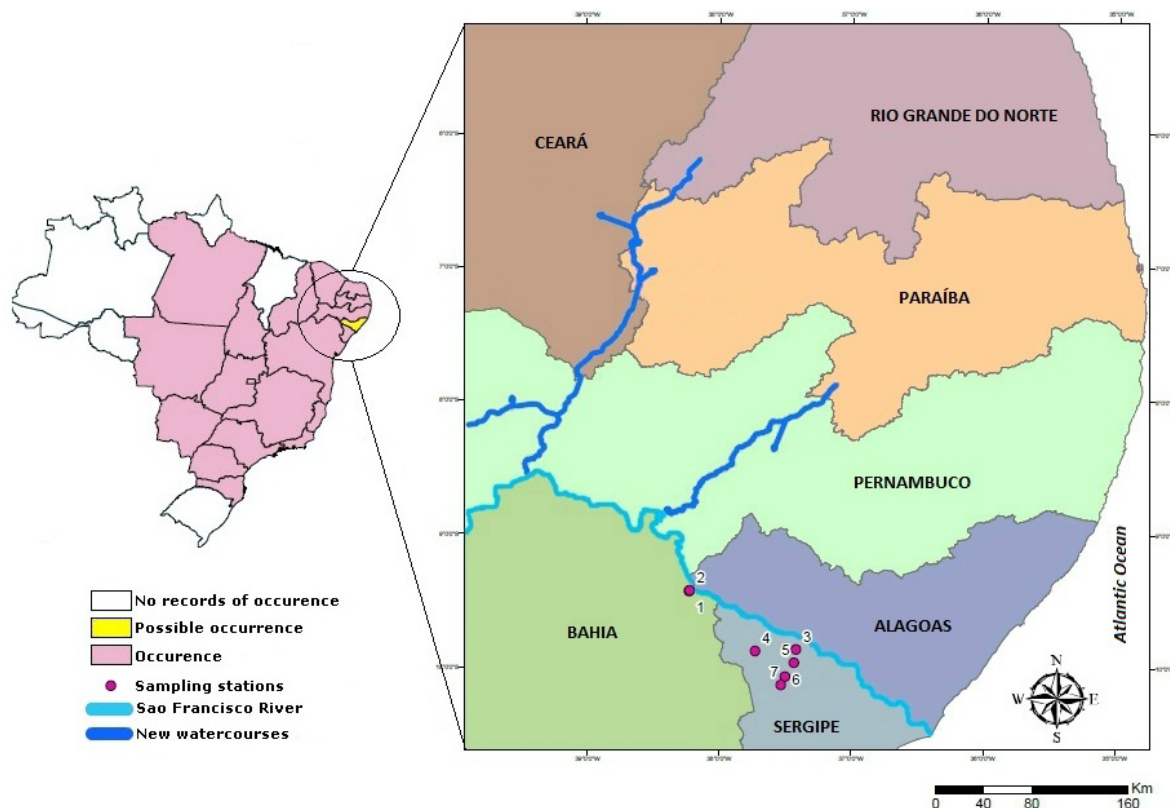 RIO GRANDE DO NORTE
CEARÁ
PARAÍBA
PERNAMBUCO
Atlantic Ocean
2
1
BAHIA
ALAGOAS
3
4
5
7
6
SERGIPE
N
W
E
S
No records of occurence
Possible occurrence
Occurence
Sampling stations
Sao Francisco River
New watercourses
Km
0 40 80 160